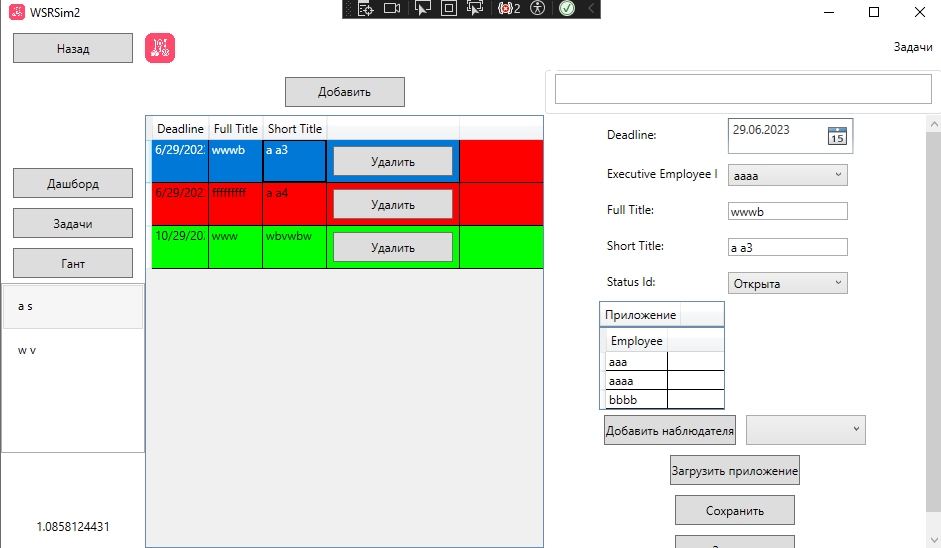 WSRSim2
2
Назад
Задачи
Добавить
Deadline Full Title Short Title
6/29/202 wwwb a a3 Удалить
6/29/202 fffffffff a a4 Удалить
10/29/20 www wbvwbw Удалить
Дашборд
Задачи
Гант
a s
w v
1.0858124431
Deadline: 29.06.2023 15
Executive Employee I aaaa
Full Title: wwwb
Short Title: a a3
Status Id: Открыта
Приложение
Employee
aaa
aaaa
bbbb
Добавить наблюдателя
Загрузить приложение
Сохранить